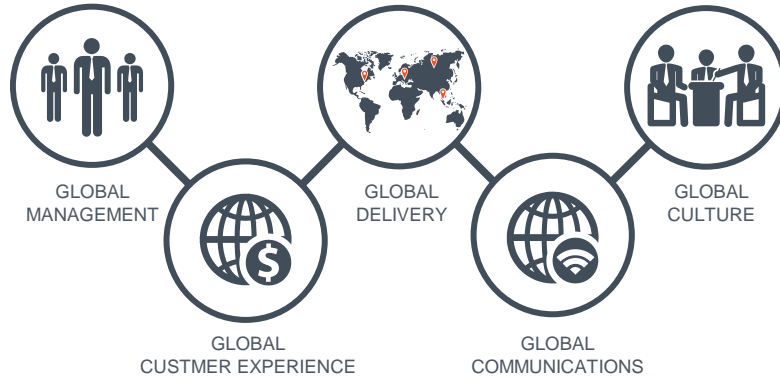 GLOBAL
MANAGEMENT
GLOBAL
CUSTMER EXPERIENCE
GLOBAL
DELIVERY
GLOBAL
COMMUNICATIONS
GLOBAL
CULTURE
$